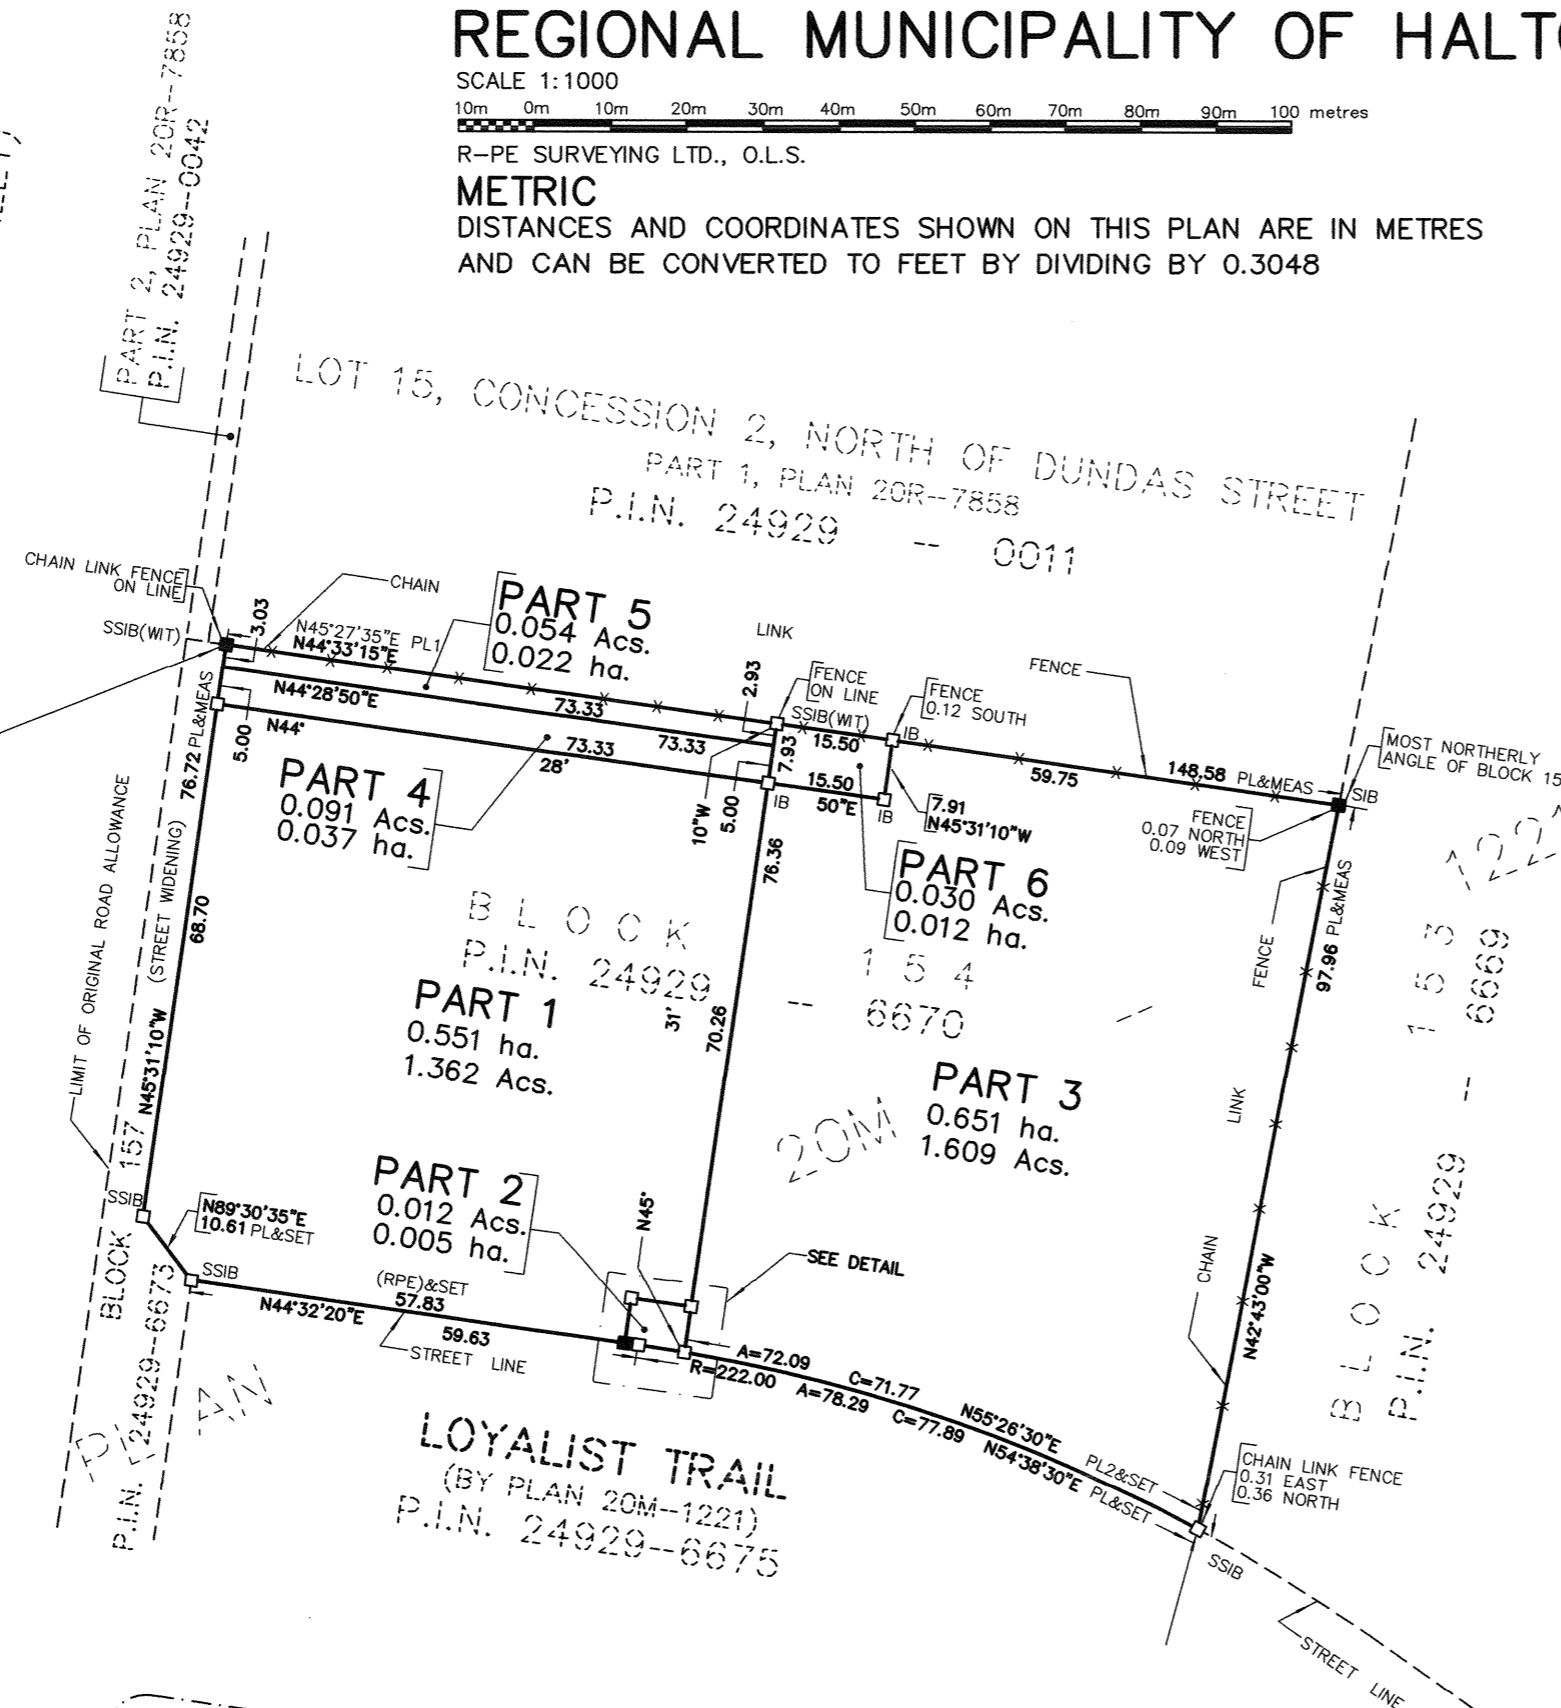 REGIONAL MUNICIPALITY OF HALTO
SCALE 1:1000
10m 0m 10m 20m 30m 40m 50m 60m 70m 80m 90m 100 metres
R-PE SURVEYING LTD., O.L.S.
METRIC
DISTANCES AND COORDINATES SHOWN ON THIS PLAN ARE IN METRES
AND CAN BE CONVERTED TO FEET BY DIVIDING BY 0.3048
PART 2, PLAN 20R-7858
P.I.N. 24929-0042
LOT 15, CONCESSION 2, NORTH OF DUNDAS STREET
PART 1, PLAN 20R-7858
P.I.N. 24929 -- 0011
CHAIN LINK FENCE
ON LINE
SSIB(WIT)
3.03
CHAIN
N45°27'35"E PL1
N44°33'15"E
PART 5
0.054 Acs.
0.022 ha.
LINK
2.93
FENCE
ON LINE
SSIB(WIT)
15.50
FENCE
0.12 SOUTH
IB
FENCE
59.75
148.58 PL&MEAS
MOST NORTHERLY
ANGLE OF BLOCK 15
SIB
FENCE
0.07 NORTH
0.09 WEST
N44°28'50"E
73.33
N44°
73.33
73.33
28'
5.00
7.93
15.50
50"E
IB
IB
7.91
N45°31'10"W
10"W
5.00
76.36
76.72 PL&MEAS
68.70
N45°31'10"W
(STREET WIDENING)
LIMIT OF ORIGINAL ROAD ALLOWANCE
PART 4
0.091 Acs.
0.037 ha.
PART 6
0.030 Acs.
0.012 ha.
BLOCK
154
P.I.N. 24929
-- 6670
PART 1
0.551 ha.
1.362 Acs.
31'
70.26
PART 3
0.651 ha.
1.609 Acs.
20M
PART 2
0.012 Acs.
0.005 ha.
N45°
SEE DETAIL
FENCE
LINK
CHAIN
97.96 PL&MEAS
N42°43'00"W
BLOCK 153
P.I.N. 24929 -- 6669
1221
SSIB
N89°30'35"E
10.61 PL&SET
SSIB
BLOCK 157
P.I.N. 24929-6673
PLAN
N44°32'20"E
(RPE)&SET
57.83
59.63
STREET LINE
A=72.09
C=71.77
N55°26'30"E
PL2&SET
R=222.00
A=78.29
C=77.89
N54°38'30"E
PL&SET
CHAIN LINK FENCE
0.31 EAST
0.36 NORTH
SSIB
LOYALIST TRAIL
(BY PLAN 20M-1221)
P.I.N. 24929-6675
STREET LINE